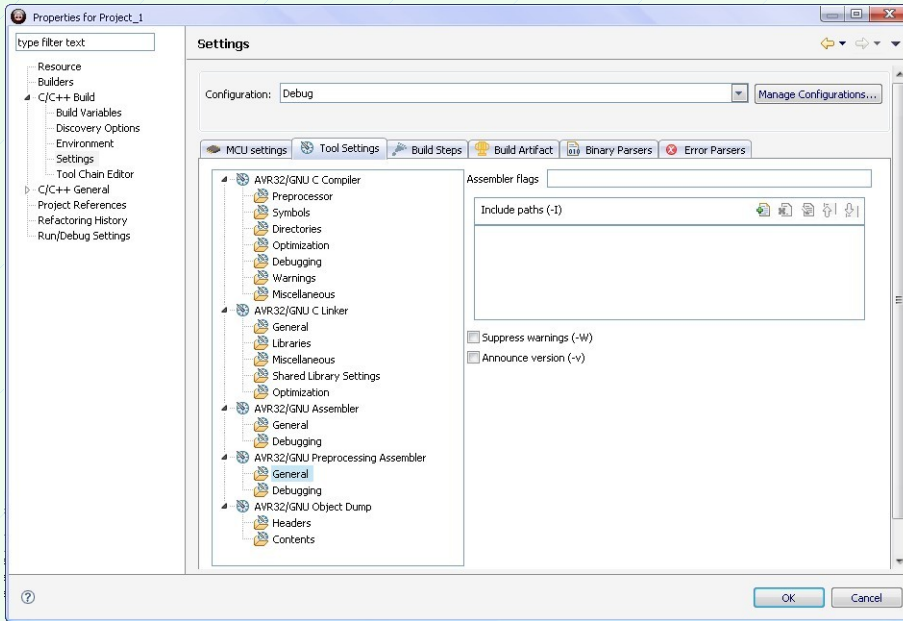 Properties for Project_1
type filter text
Settings
Resource
Builders
C/C++ Build
Build Variables
Discovery Options
Environment
Settings
Tool Chain Editor
C/C++ General
Project References
Refactoring History
Run/Debug Settings
Configuration: Debug Manage Configurations...
MCU settings Tool Settings Build Steps Build Artifact Binary Parsers Error Parsers
AVR32/GNU C Compiler
Preprocessor
Symbols
Directories
Optimization
Debugging
Warnings
Miscellaneous
AVR32/GNU C Linker
General
Libraries
Miscellaneous
Shared Library Settings
Optimization
AVR32/GNU Assembler
General
Debugging
AVR32/GNU Preprocessing Assembler
General
Debugging
AVR32/GNU Object Dump
Headers
Contents
Assembler flags
Include paths (-I)
Suppress warnings (-W)
Announce version (-v)
OK Cancel